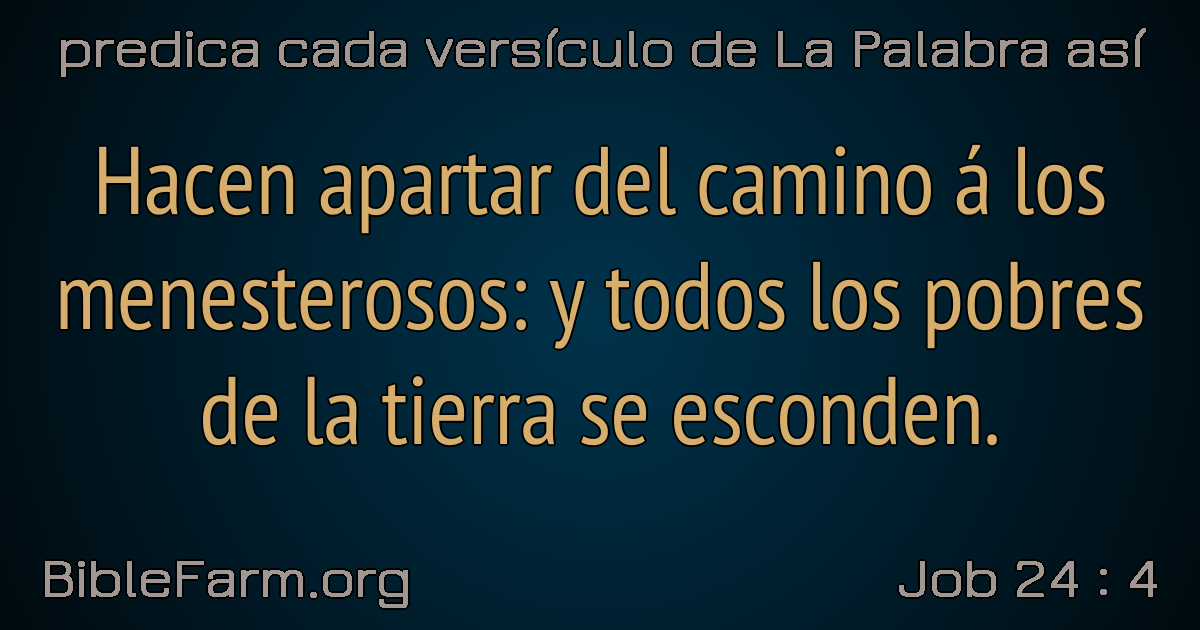 predica cada versículo de La Palabra así
Hacen apartar del camino á los
menesterosos: y todos los pobres
de la tierra se esconden.
BibleFarm.org
Job 24 : 4